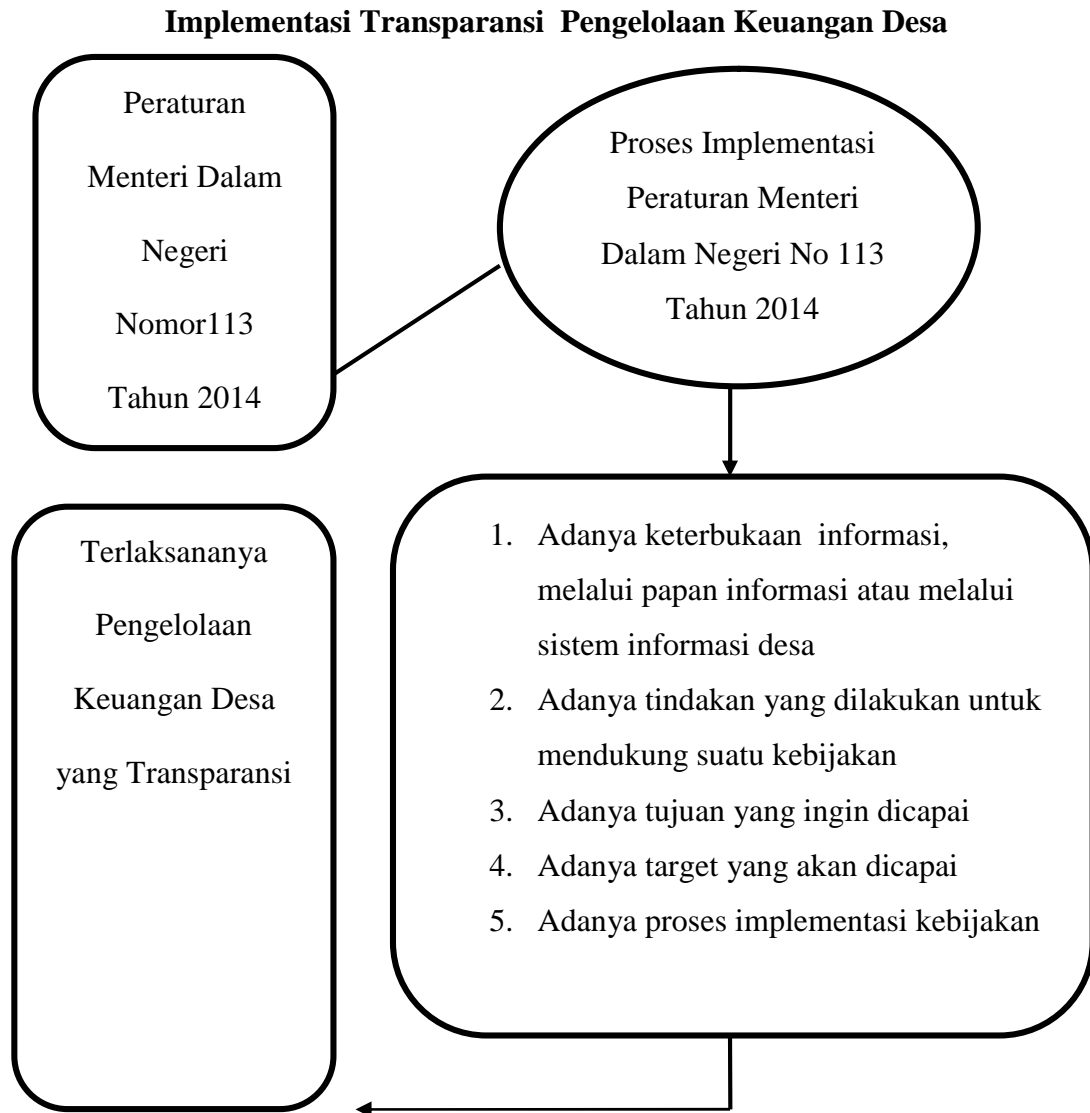 Implementasi Transparansi Pengelolaan Keuangan Desa
Peraturan
Menteri Dalam
Negeri
Nomor113
Tahun 2014
Proses Implementasi
Peraturan Menteri
Dalam Negeri No 113
Tahun 2014
Terlaksananya
Pengelolaan
Keuangan Desa
yang Transparansi
1. Adanya keterbukaan informasi,
melalui papan informasi atau melalui
sistem informasi desa
2. Adanya tindakan yang dilakukan untuk
mendukung suatu kebijakan
3. Adanya tujuan yang ingin dicapai
4. Adanya target yang akan dicapai
5. Adanya proses implementasi kebijakan